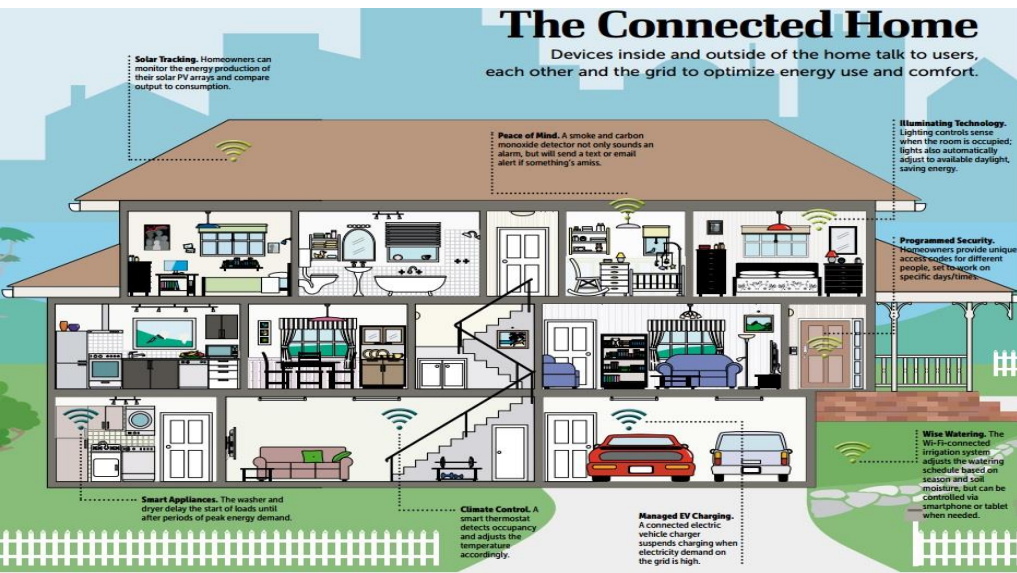 The Connected Home
Devices inside and outside of the home talk to users,
each other and the grid to optimize energy use and comfort.
Solar Tracking. Homeowners can
monitor the energy production of
their solar PV arrays and compare
output to consumption.
Peace of Mind. A smoke and carbon
monoxide detector not only sounds an
alarm, but will send a text or email
alert if something's amiss.
Illuminating Technology.
Lighting controls sense
when the room is occupied;
lights also automatically
adjust to available daylight,
saving energy.
Programmed Security.
Homeowners provide unique
access codes for different
people, set to work on
specific days/times.
Wise Watering. The
Wi-Fi-connected
irrigation system
adjusts the watering
schedule based on
season and soil
moisture, but can be
controlled via
smartphone or tablet
when needed.
Smart Appliances. The washer and
dryer delay the start of loads until
after periods of peak energy demand.
Climate Control. A
smart thermostat
detects occupancy
and adjusts the
temperature
accordingly.
Managed EV Charging.
A connected electric
vehicle charger
suspends charging when
electricity demand on
the grid is high.